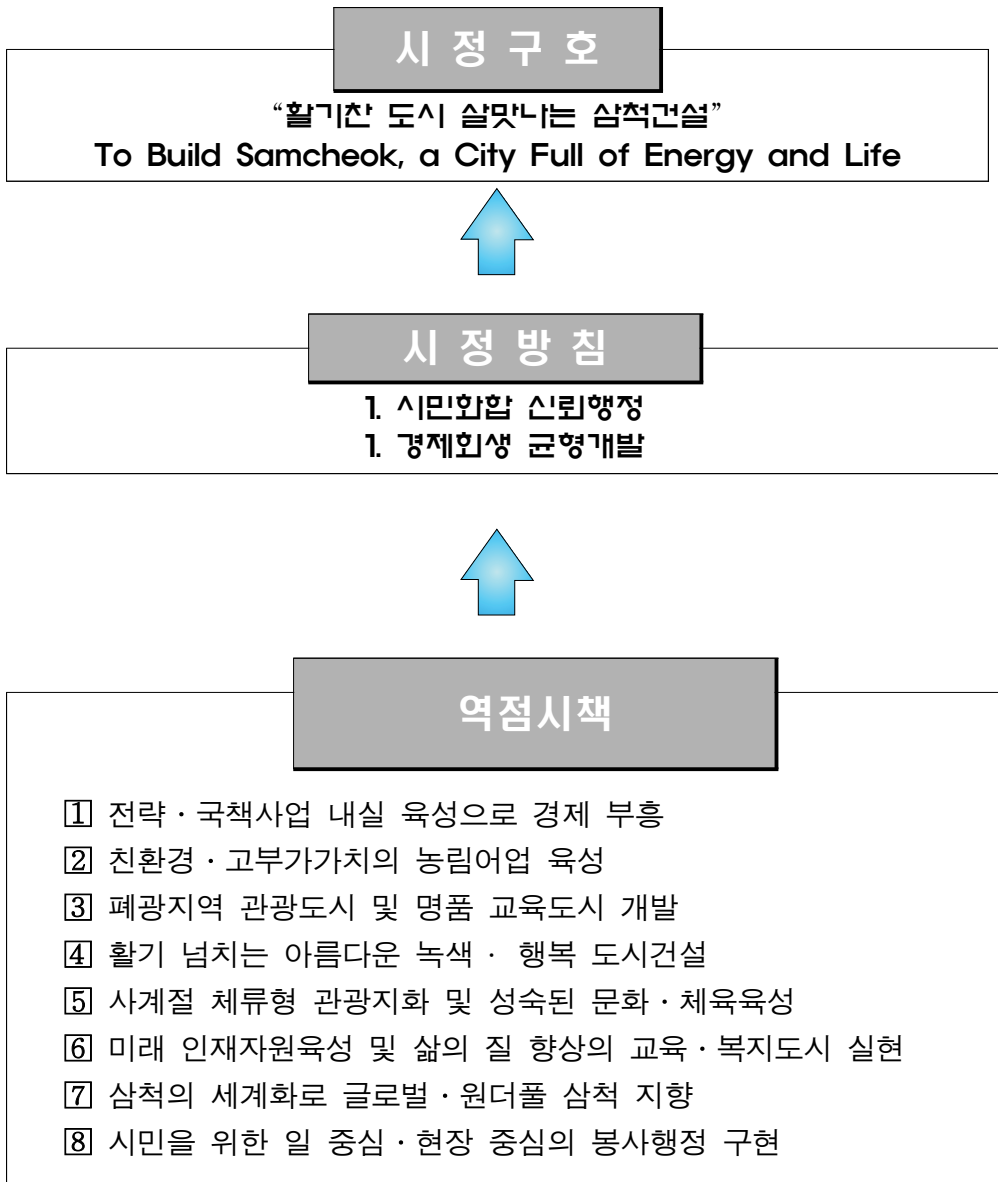 시 정 구 호
“활기찬 도시 살맛나는 삼척건설”
To Build Samcheok, a City Full of Energy and Life
시 정 방 침
1. 시민화합 신뢰행정
1. 경제회생 균형개발
역점시책
1 전략·국책사업 내실 육성으로 경제 부흥
2 친환경·고부가가치의 농림어업 육성
3 폐광지역 관광도시 및 명품 교육도시 개발
4 활기 넘치는 아름다운 녹색· 행복 도시건설
5 사계절 체류형 관광지화 및 성숙된 문화·체육육성
6 미래 인재자원육성 및 삶의 질 향상의 교육·복지도시 실현
7 삼척의 세계화로 글로벌·원더풀 삼척 지향
8 시민을 위한 일 중심·현장 중심의 봉사행정 구현